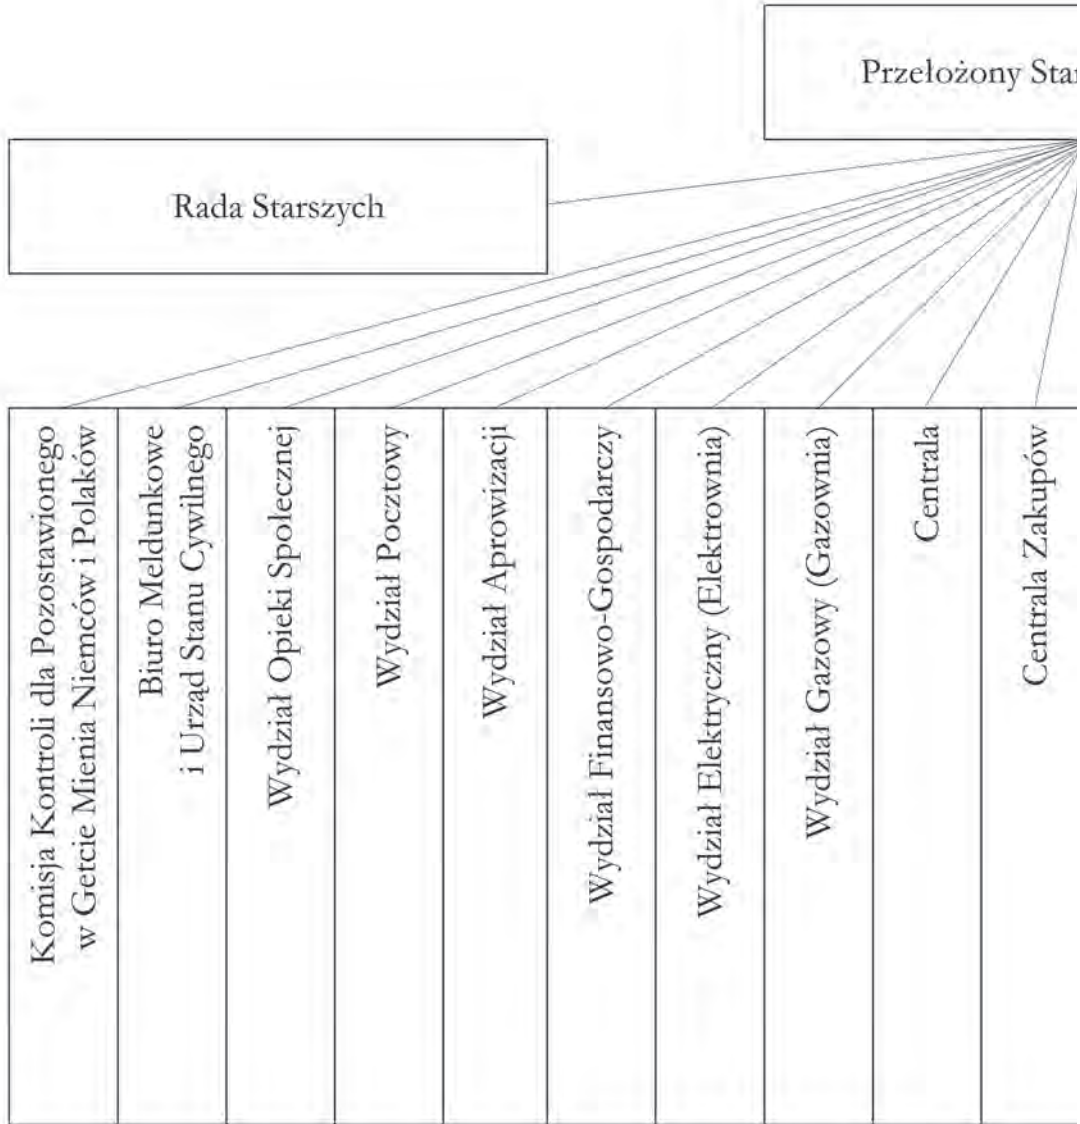 Przełożony Star
Rada Starszych
Komisja Kontroli dla Pozostawionego
w Getcie Mienia Niemców i Polaków
Biuro Meldunkowe
i Urząd Stanu Cywilnego
Wydział Opieki Społecznej
Wydział Pocztowy
Wydział Aprowizacji
Wydział Finansowo-Gospodarczy
Wydział Elektryczny (Elektrownia)
Wydział Gazowy (Gazownia)
Centrala
Centrala Zakupów